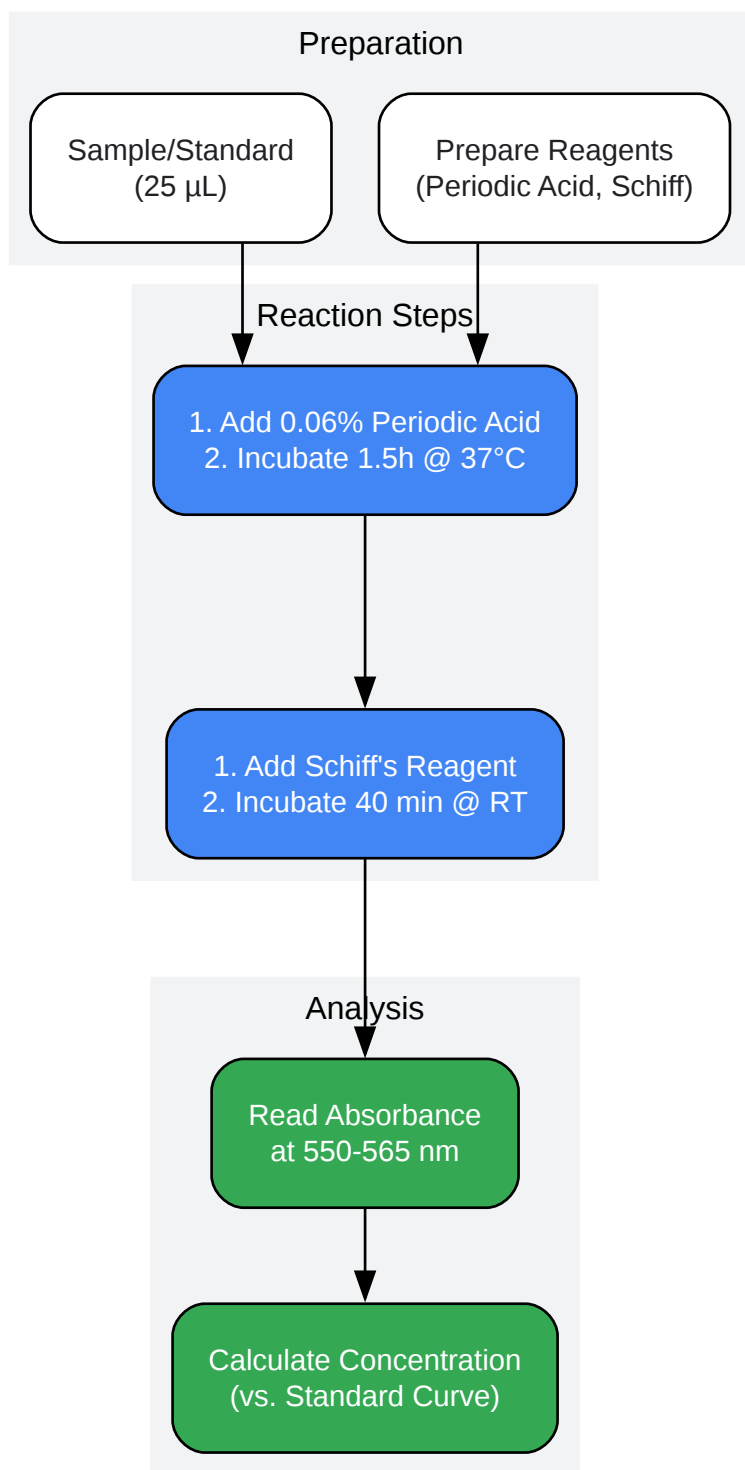 Preparation
Sample/Standard
(25 µL)
Prepare Reagents
(Periodic Acid, Schiff)
Reaction Steps
1. Add 0.06% Periodic Acid
2. Incubate 1.5h @ 37°C
1. Add Schiff's Reagent
2. Incubate 40 min @ RT
Analysis
Read Absorbance
at 550-565 nm
Calculate Concentration
(vs. Standard Curve)